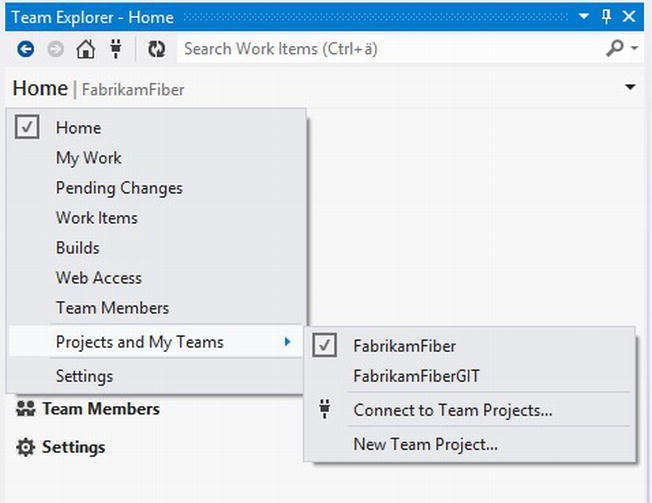 Team Explorer - Home
Search Work Items (Ctrl+ä)
Home | FabrikamFiber
Home
My Work
Pending Changes
Work Items
Builds
Web Access
Team Members
Projects and My Teams
FabrikamFiber
FabrikamFiberGIT
Settings
Connect to Team Projects...
New Team Project...
Team Members
Settings